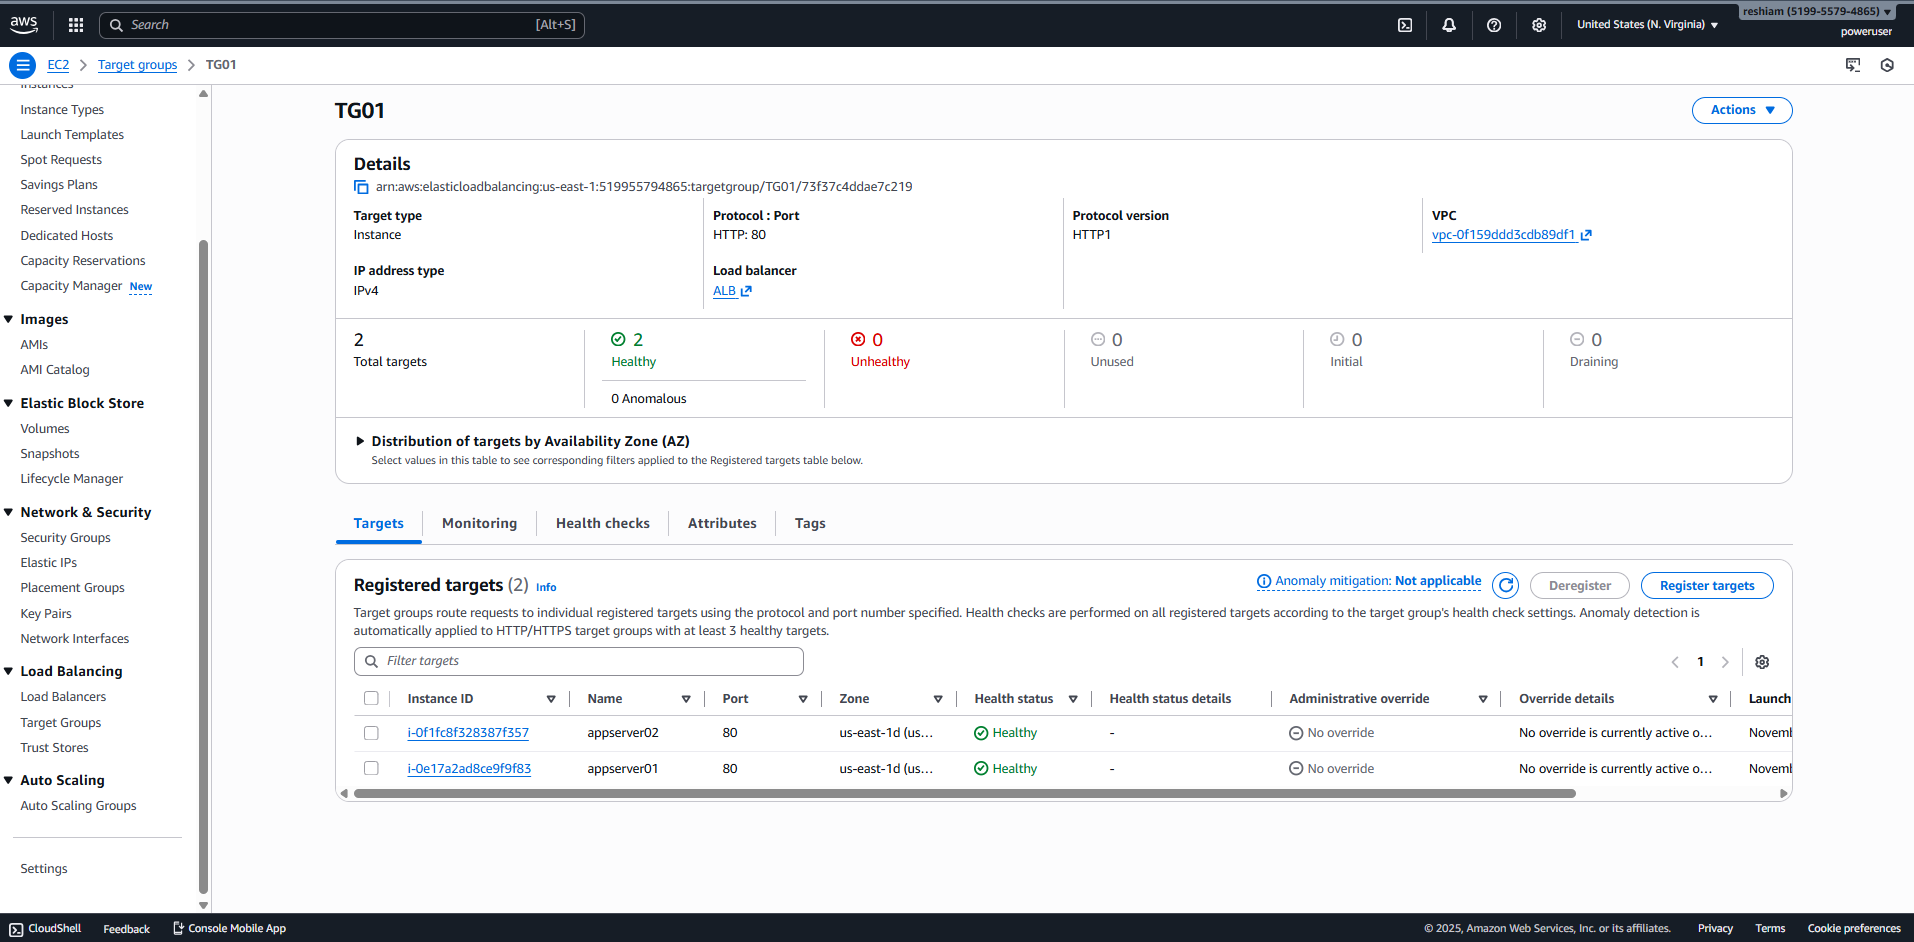 aws
Search [Alt+S]
United States (N. Virginia)
reshiam (5199-5579-4865)
poweruser
EC2 > Target groups > TG01
Instances
Instance Types
Launch Templates
Spot Requests
Savings Plans
Reserved Instances
Dedicated Hosts
Capacity Reservations
Capacity Manager New
Images
AMIs
AMI Catalog
Elastic Block Store
Volumes
Snapshots
Lifecycle Manager
Network & Security
Security Groups
Elastic IPs
Placement Groups
Key Pairs
Network Interfaces
Load Balancing
Load Balancers
Target Groups
Trust Stores
Auto Scaling
Auto Scaling Groups
Settings
TG01
Actions
Details
arn:aws:elasticloadbalancing:us-east-1:519955794865:targetgroup/TG01/73f37c4ddae7c219
Target type
Instance
Protocol : Port
HTTP: 80
Protocol version
HTTP1
VPC
vpc-0f159ddd3cdb89df1
IP address type
IPv4
Load balancer
ALB
2
Total targets
2
Healthy
0 Anomalous
0
Unhealthy
0
Unused
0
Initial
0
Draining
Distribution of targets by Availability Zone (AZ)
Select values in this table to see corresponding filters applied to the Registered targets table below.
Targets Monitoring Health checks Attributes Tags
Registered targets (2) Info
Anomaly mitigation: Not applicable
Deregister
Register targets
Target groups route requests to individual registered targets using the protocol and port number specified. Health checks are performed on all registered targets according to the target group's health check settings. Anomaly detection is
automatically applied to HTTP/HTTPS target groups with at least 3 healthy targets.
Filter targets
1
Instance ID Name Port Zone Health status Health status details Administrative override Override details Launch
i-0f1fc8f328387f357 appserver02 80 us-east-1d (us... Healthy - No override No override is currently active o... Novemb
i-0e17a2ad8ce9f9f83 appserver01 80 us-east-1d (us... Healthy - No override No override is currently active o... Novemb
CloudShell Feedback Console Mobile App
© 2025, Amazon Web Services, Inc. or its affiliates. Privacy Terms Cookie preferences